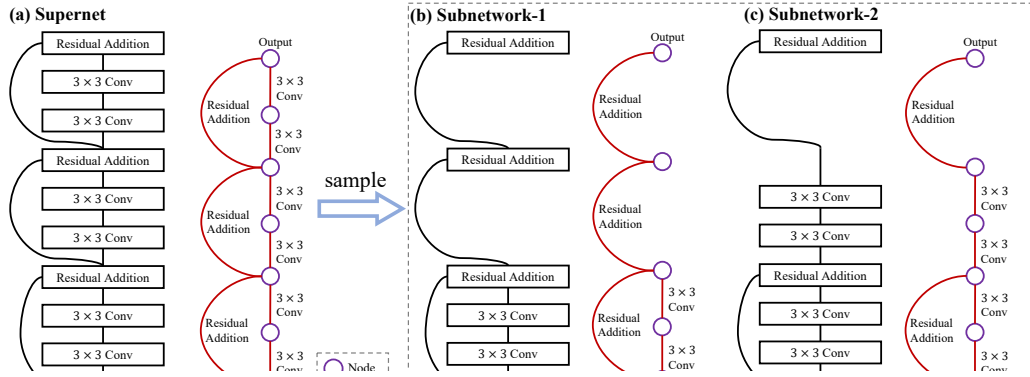 (a) Supernet
Residual Addition
3 × 3 Conv
3 × 3 Conv
Residual Addition
3 × 3 Conv
3 × 3 Conv
Residual Addition
3 × 3 Conv
3 × 3 Conv
Output
3 × 3
Conv
Residual
Addition
3 × 3
Conv
3 × 3
Conv
Residual
Addition
3 × 3
Conv
3 × 3
Conv
Residual
Addition
3 × 3
Conv
Node
sample
(b) Subnetwork-1
Residual Addition
Residual Addition
Residual Addition
3 × 3 Conv
3 × 3 Conv
Output
Residual
Addition
Residual
Addition
3 × 3
Conv
Residual
Addition
3 × 3
Conv
(c) Subnetwork-2
Residual Addition
3 × 3 Conv
3 × 3 Conv
Residual Addition
3 × 3 Conv
3 × 3 Conv
Output
Residual
Addition
3 × 3
Conv
3 × 3
Conv
3 × 3
Conv
Residual
Addition
3 × 3
Conv